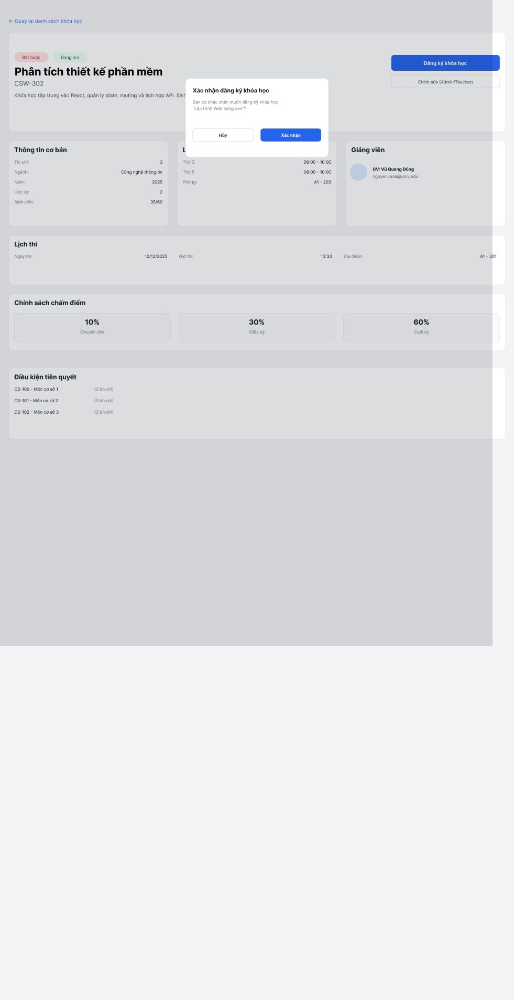 ← Quay lại danh sách khóa học
Bắt buộc
Đang mở
Phân tích thiết kế phần mềm
CSW-302
Khóa học tập trung vào React, quản lý state, routing và tích hợp API. Sinh
Đăng ký khóa học
Chỉnh sửa (Admin/Teacher)
Xác nhận đăng ký khóa học
Bạn có chắc chắn muốn đăng ký khóa học
"Lập trình Web nâng cao"?
Hủy
Xác nhận
Thông tin cơ bản
Tín chỉ: 3
Ngành: Công nghệ thông tin
Năm: 2025
Học kỳ: 2
Sinh viên: 35/60
L
Thứ 3 08:00 - 10:00
Thứ 5 08:00 - 10:00
Phòng: A1 - 203
Giảng viên
GV: Vũ Quang Dũng
nguyenvana@univ.edu
Lịch thi
Ngày thi: 12/12/2025 Giờ thi: 13:30 Địa điểm: A1 - 301
Chính sách chấm điểm
10%
Chuyên cần
30%
Giữa kỳ
60%
Cuối kỳ
Điều kiện tiên quyết
CS-100 - Môn cơ sở 1 (3 tín chỉ)
CS-101 - Môn cơ sở 2 (3 tín chỉ)
CS-102 - Môn cơ sở 3 (3 tín chỉ)